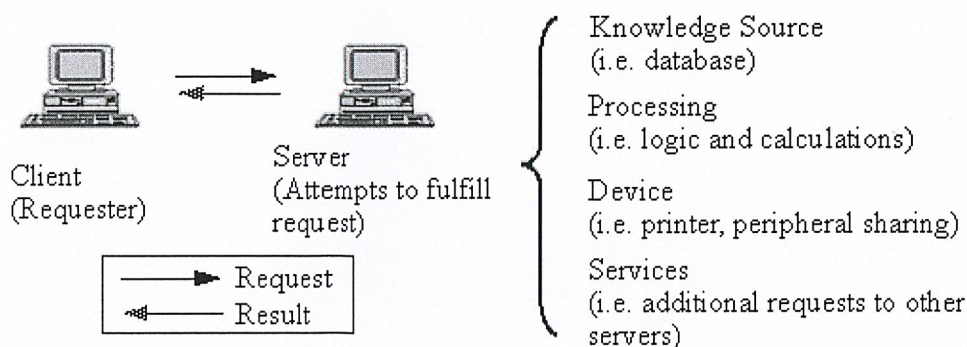 Client
(Requester)
Server
(Attempts to fulfill
request)
Request
Result
Knowledge Source
(i.e. database)
Processing
(i.e. logic and calculations)
Device
(i.e. printer, peripheral sharing)
Services
(i.e. additional requests to other
servers)